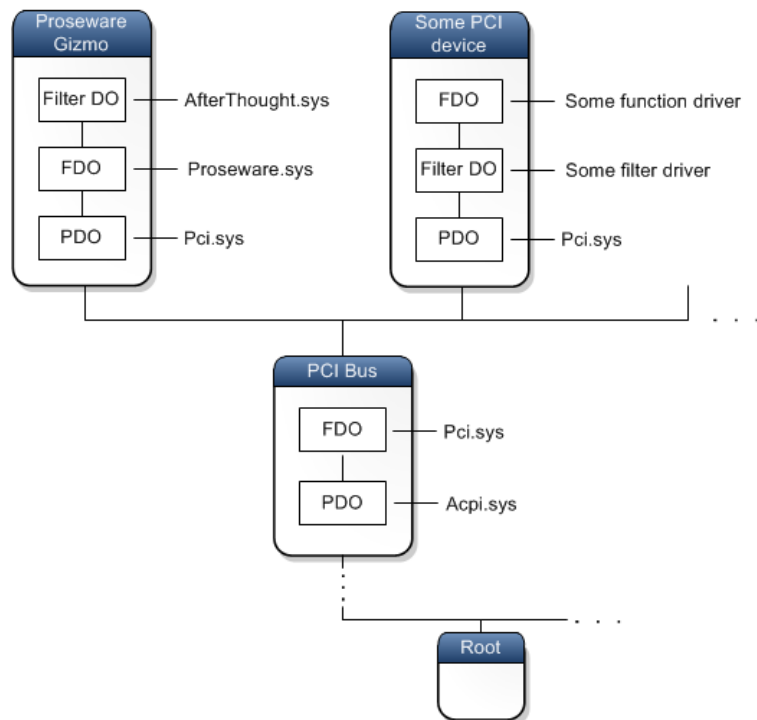 Proseware
Gizmo
Filter DO
AfterThought.sys
FDO
Proseware.sys
PDO
Pci.sys
Some PCI
device
FDO
Some function driver
Filter DO
Some filter driver
PDO
Pci.sys
. . .
PCI Bus
FDO
Pci.sys
PDO
Acpi.sys
. . .
Root